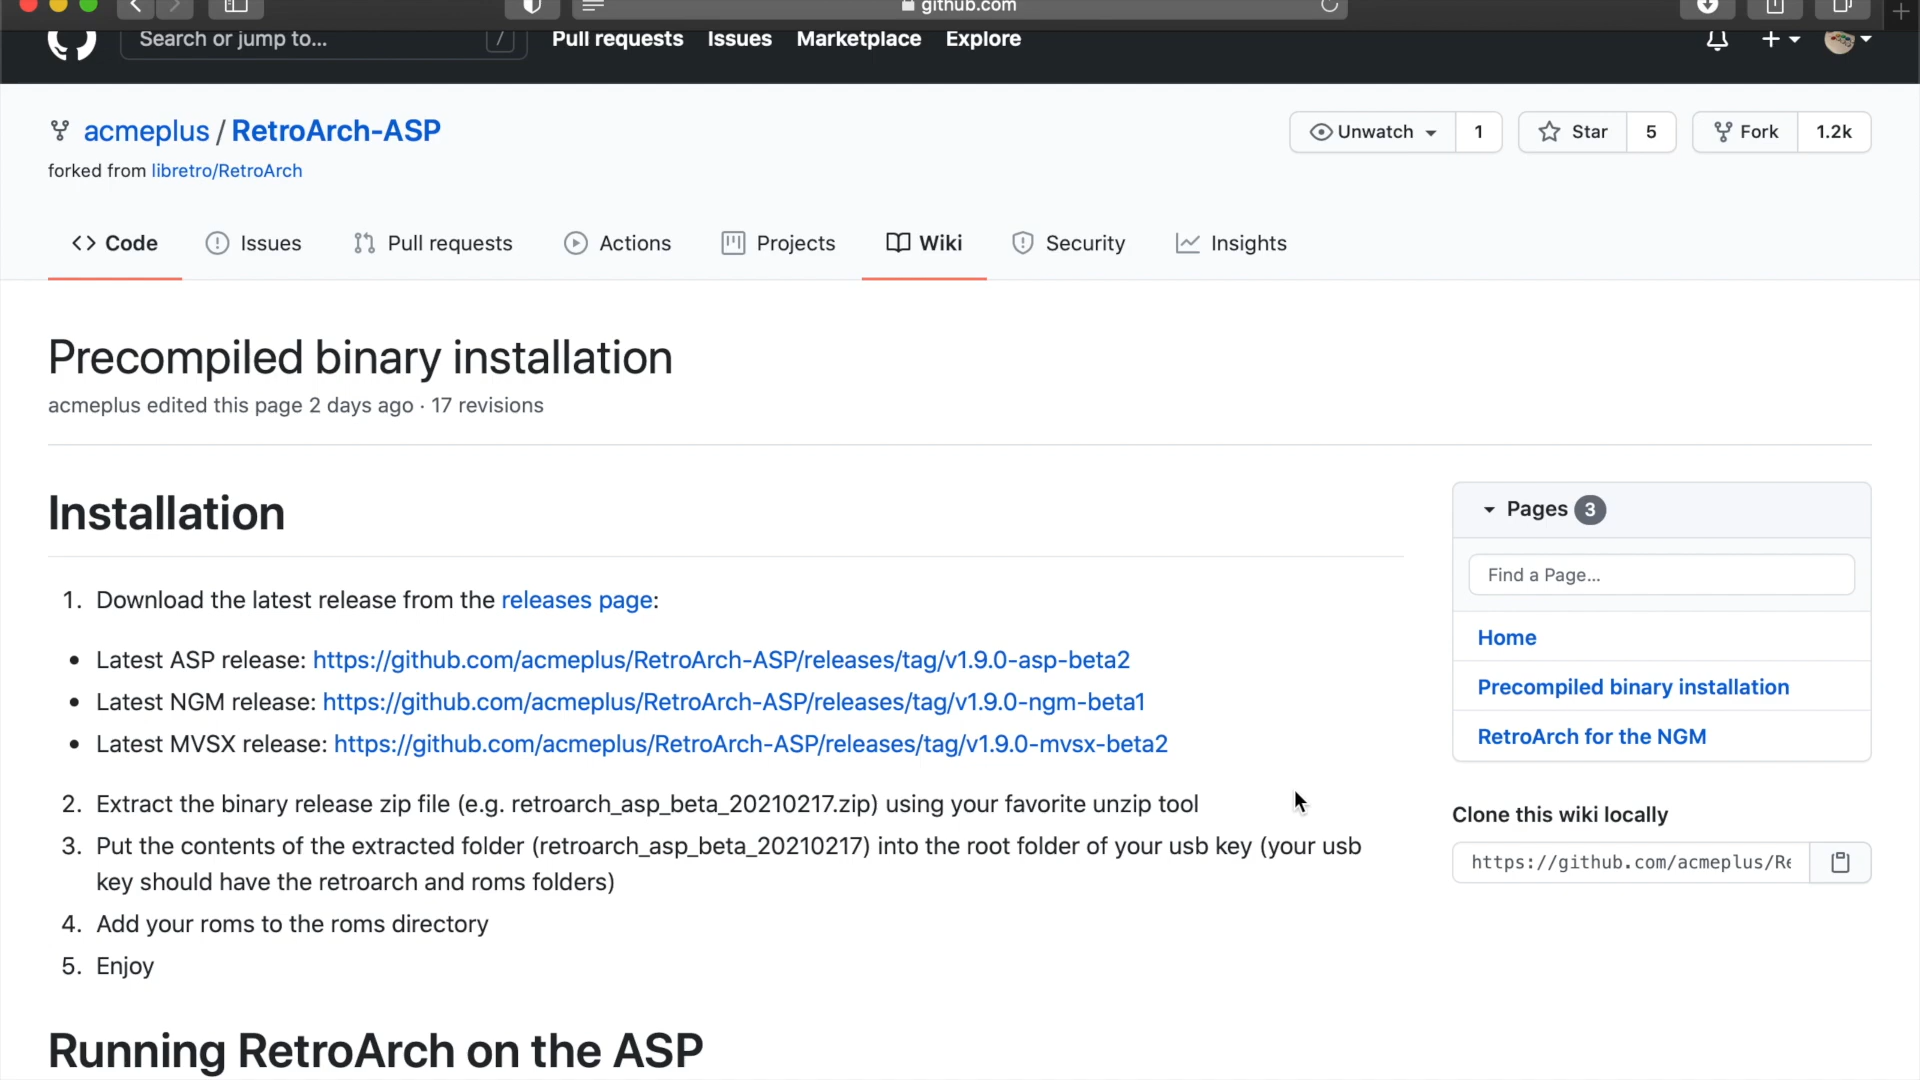 github.com
Search or jump to... / Pull requests Issues Marketplace Explore
acmeplus / RetroArch-ASP Unwatch 1 Star 5 Fork 1.2k
forked from libretro/RetroArch
Code Issues Pull requests Actions Projects Wiki Security Insights
Precompiled binary installation
acmeplus edited this page 2 days ago · 17 revisions
Installation
1. Download the latest release from the releases page:
• Latest ASP release: https://github.com/acmeplus/RetroArch-ASP/releases/tag/v1.9.0-asp-beta2
• Latest NGM release: https://github.com/acmeplus/RetroArch-ASP/releases/tag/v1.9.0-ngm-beta1
• Latest MVSX release: https://github.com/acmeplus/RetroArch-ASP/releases/tag/v1.9.0-mvsx-beta2
2. Extract the binary release zip file (e.g. retroarch_asp_beta_20210217.zip) using your favorite unzip tool
3. Put the contents of the extracted folder (retroarch_asp_beta_20210217) into the root folder of your usb key (your usb
key should have the retroarch and roms folders)
4. Add your roms to the roms directory
5. Enjoy
Running RetroArch on the ASP
Pages 3
Find a Page...
Home
Precompiled binary installation
RetroArch for the NGM
Clone this wiki locally
https://github.com/acmeplus/Re